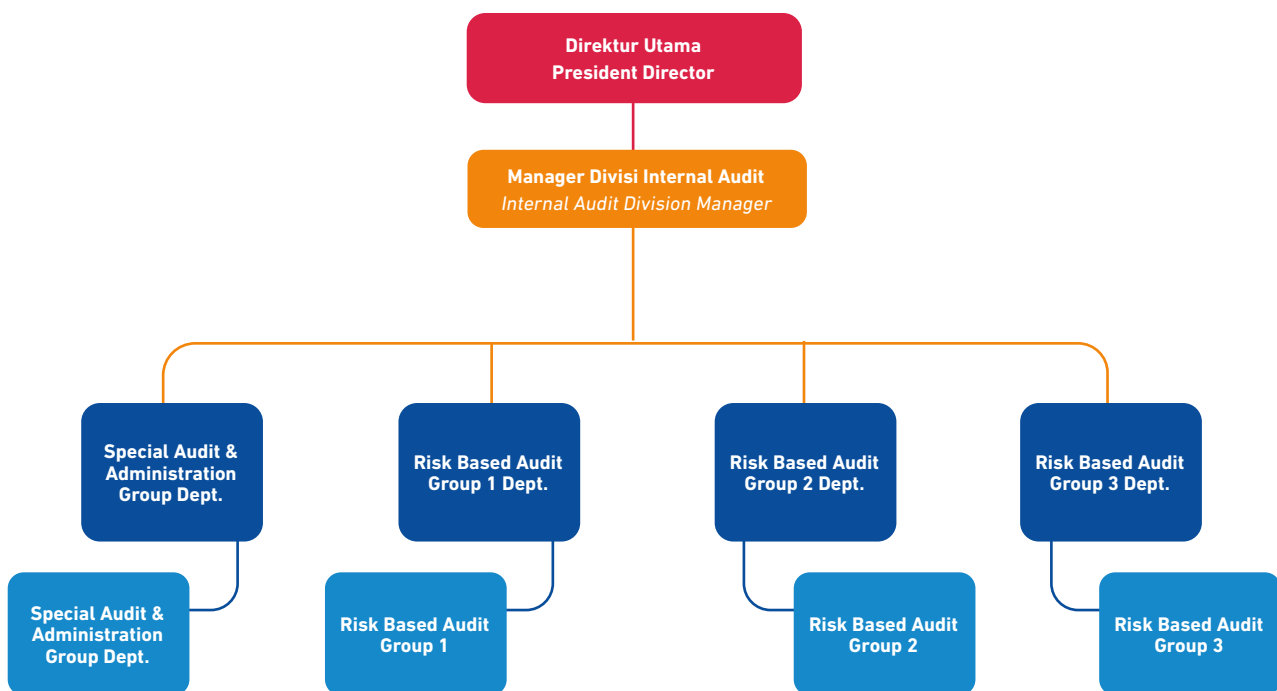 Direktur Utama
President Director
Manager Divisi Internal Audit
Internal Audit Division Manager
Special Audit &
Administration
Group Dept.
Risk Based Audit
Group 1 Dept.
Risk Based Audit
Group 2 Dept.
Risk Based Audit
Group 3 Dept.
Special Audit &
Administration
Group Dept.
Risk Based Audit
Group 1
Risk Based Audit
Group 2
Risk Based Audit
Group 3